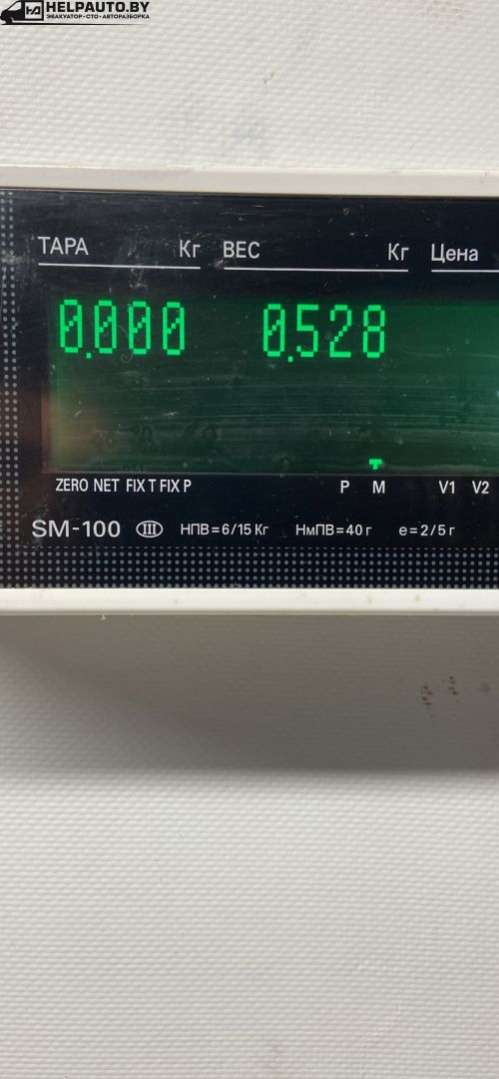 HELPAUTO.BY
ЭВАКУАТОР-СТО-АВТОРАЗБОРКА
ТАРА Кг ВЕС Кг Цена
0.000 0.528
ZERO NET FIX T FIX P P M V1 V2
SM-100 III НПВ=6/15 Кг НмПВ=40 г е=2/5 г